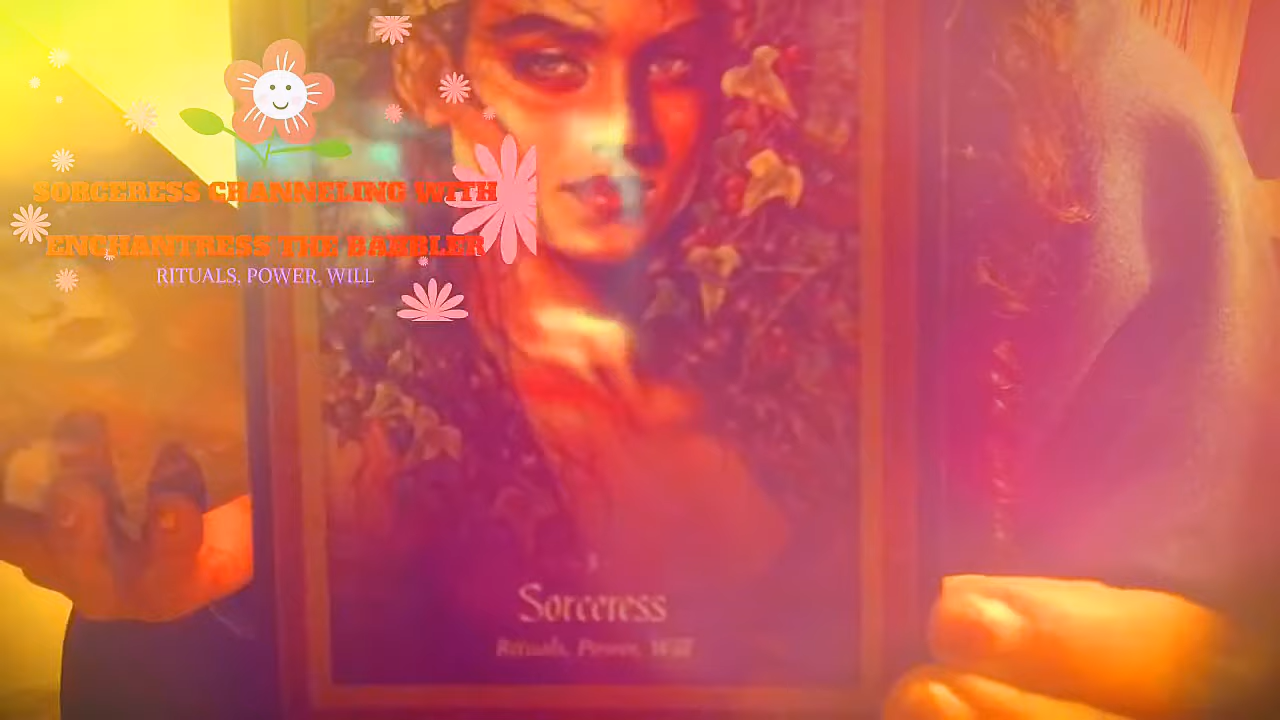 SORCERESS CHANNELING WITH
ENCHANTRESS THE BABBLER
RITUALS, POWER, WILL
Sorceress
Rituals, Power, Will